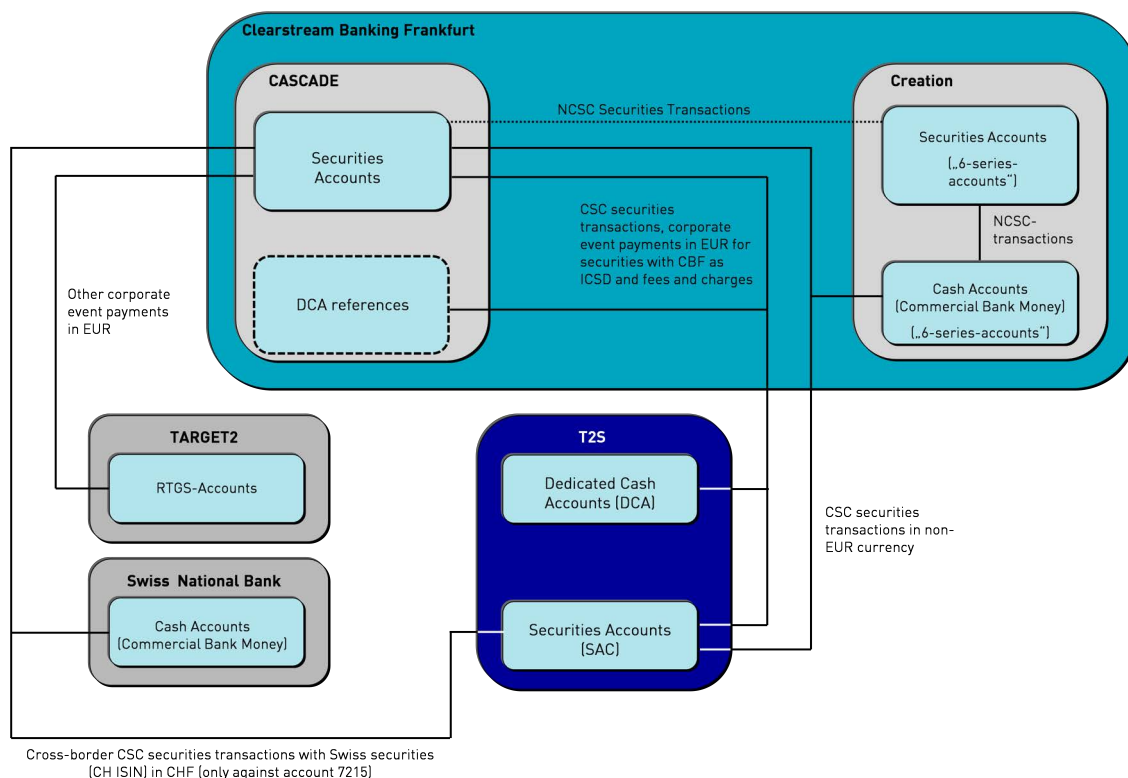 Clearstream Banking Frankfurt
CASCADE
Creation
NCSC Securities Transactions
Securities
Accounts
Securities Accounts
(„6-series-
accounts“)
CSC securities
transactions, corporate
event payments in EUR for
securities with CBF as
ICSD and fees and charges
NCSC-
transactions
DCA references
Cash Accounts
(Commercial Bank Money)
(„6-series-accounts“)
Other corporate
event payments
in EUR
TARGET2
RTGS-Accounts
T2S
Dedicated Cash
Accounts (DCA)
CSC securities
transactions in non-
EUR currency
Swiss National Bank
Cash Accounts
(Commercial Bank Money)
Securities Accounts
(SAC)
Cross-border CSC securities transactions with Swiss securities
(CH ISIN) in CHF (only against account 7215)